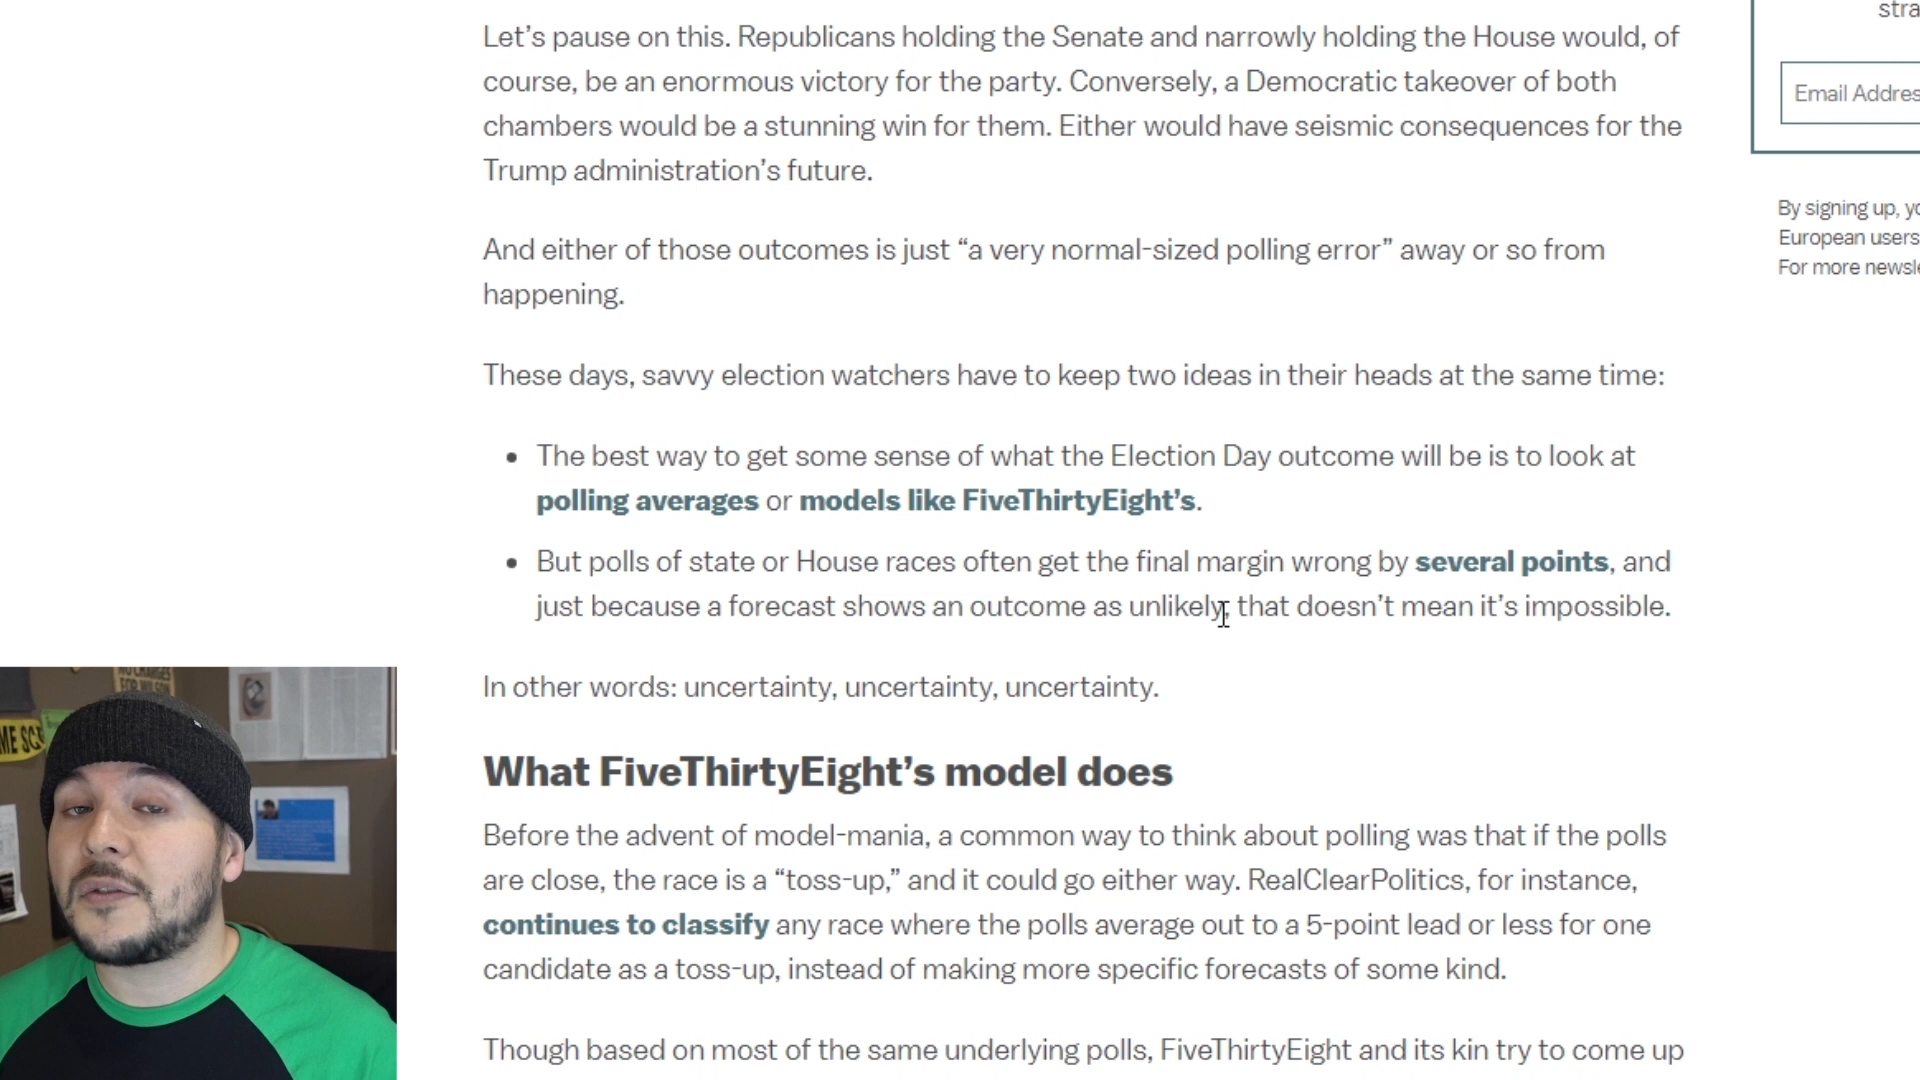 Let's pause on this. Republicans holding the Senate and narrowly holding the House would, of
course, be an enormous victory for the party. Conversely, a Democratic takeover of both
chambers would be a stunning win for them. Either would have seismic consequences for the
Trump administration's future.
And either of those outcomes is just “a very normal-sized polling error” away or so from
happening.
These days, savvy election watchers have to keep two ideas in their heads at the same time:
• The best way to get some sense of what the Election Day outcome will be is to look at
polling averages or models like FiveThirtyEight's.
• But polls of state or House races often get the final margin wrong by several points, and
just because a forecast shows an outcome as unlikely, that doesn't mean it's impossible.
In other words: uncertainty, uncertainty, uncertainty.
What FiveThirtyEight's model does
Before the advent of model-mania, a common way to think about polling was that if the polls
are close, the race is a “toss-up,” and it could go either way. RealClearPolitics, for instance,
continues to classify any race where the polls average out to a 5-point lead or less for one
candidate as a toss-up, instead of making more specific forecasts of some kind.
Though based on most of the same underlying polls, FiveThirtyEight and its kin try to come up
stra
Email Addres
By signing up, yo
European users
For more newsle
NO CHARGES
FOR WILSON
ME SC